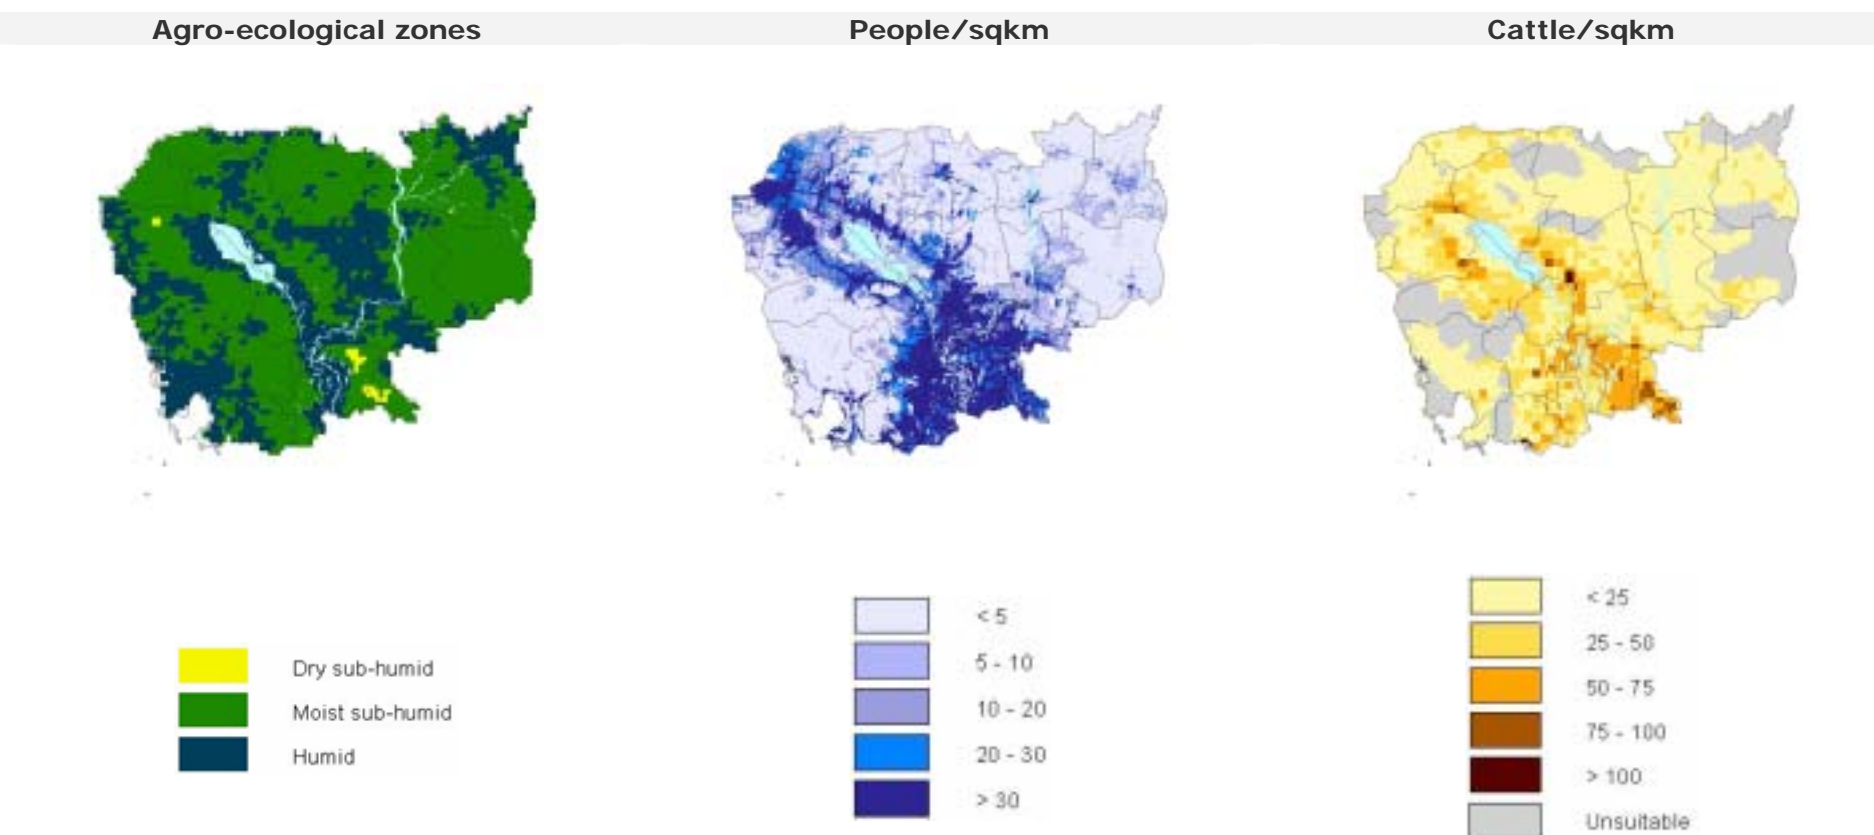 Agro-ecological zones
People/sqkm
Cattle/sqkm
Dry sub-humid
Moist sub-humid
Humid
< 5
5 - 10
10 - 20
20 - 30
> 30
< 25
25 - 50
50 - 75
75 - 100
> 100
Unsuitable